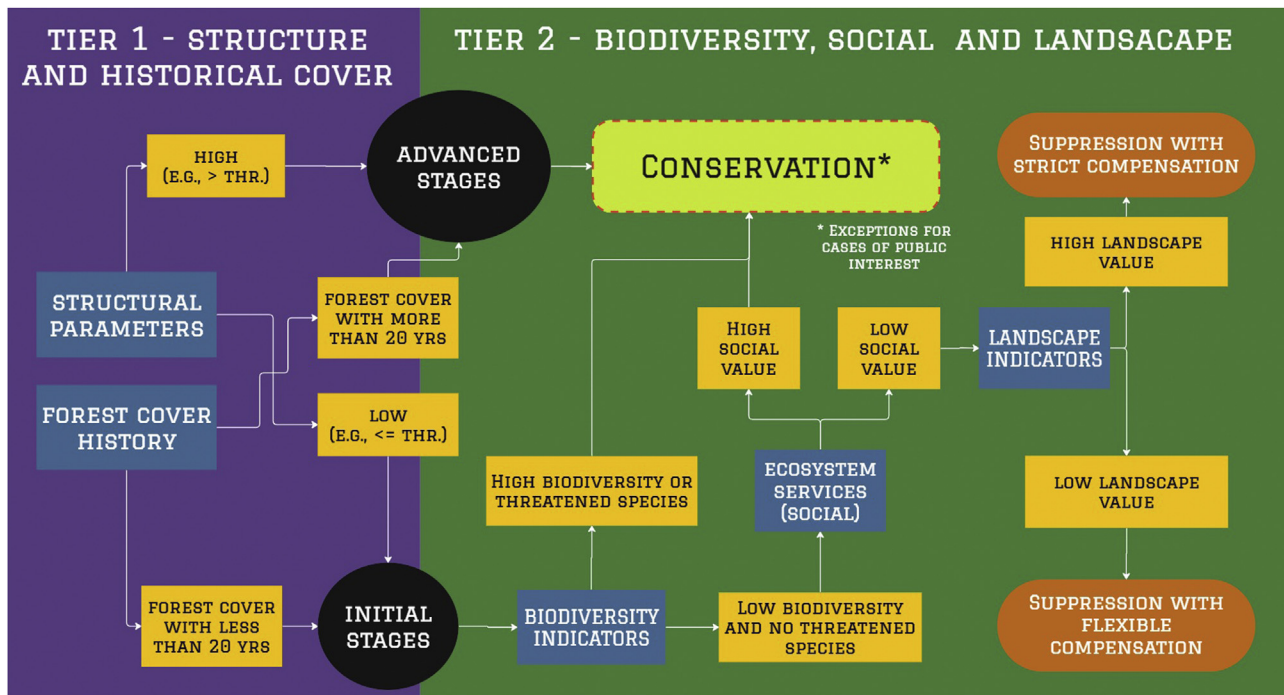 TIER 1 - STRUCTURE
AND HISTORICAL COVER
TIER 2 - BIODIVERSITY, SOCIAL AND LANDSACAPE
HIGH
(E.G., > THR.)
ADVANCED
STAGES
CONSERVATION*
* EXCEPTIONS FOR
CASES OF PUBLIC
INTEREST
SUPPRESSION WITH
STRICT COMPENSATION
HIGH LANDSCAPE
VALUE
STRUCTURAL
PARAMETERS
FOREST COVER
WITH MORE
THAN 20 YRS
HIGH
SOCIAL
VALUE
LOW
SOCIAL
VALUE
LANDSCAPE
INDICATORS
FOREST COVER
HISTORY
LOW
(E.G., <= THR.)
HIGH BIODIVERSITY OR
THREATENED SPECIES
ECOSYSTEM
SERVICES
(SOCIAL)
LOW LANDSCAPE
VALUE
FOREST COVER
WITH LESS
THAN 20 YRS
INITIAL
STAGES
BIODIVERSITY
INDICATORS
LOW BIODIVERSITY
AND NO THREATENED
SPECIES
SUPPRESSION WITH
FLEXIBLE
COMPENSATION